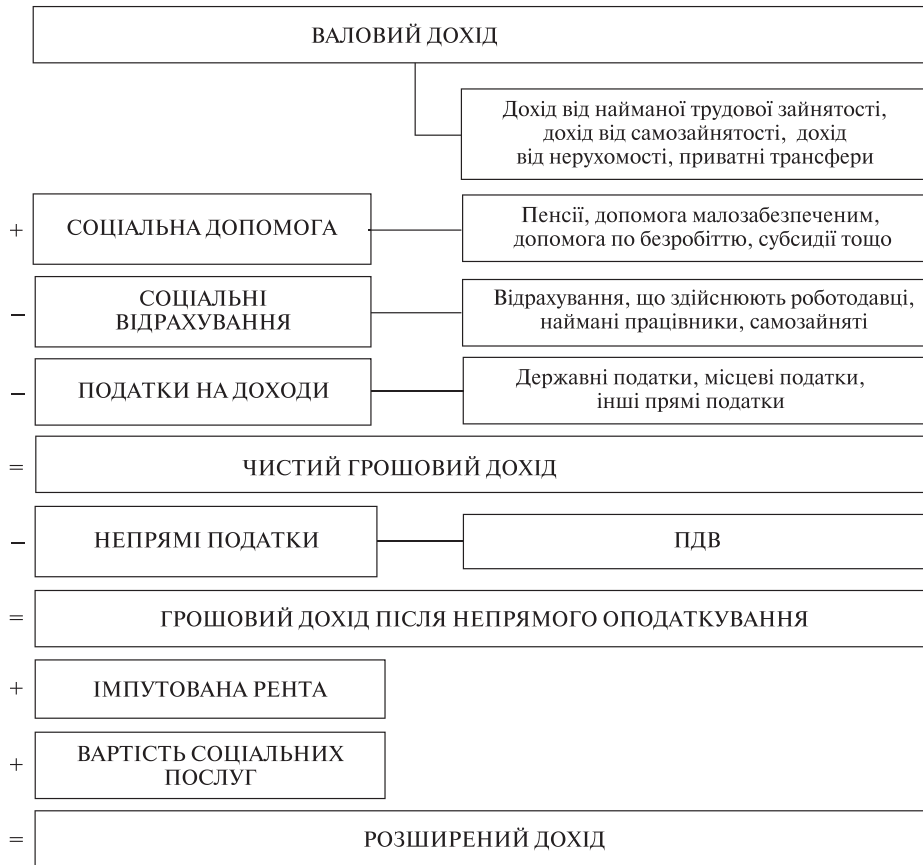 ВАЛОВИЙ ДОХІД
Дохід від найманої трудової зайнятості,
дохід від самозайнятості, дохід
від нерухомості, приватні трансфери
+
СОЦІАЛЬНА ДОПОМОГА
Пенсії, допомога малозабезпеченим,
допомога по безробіттю, субсидії тощо
–
СОЦІАЛЬНІ
ВІДРАХУВАННЯ
Відрахування, що здійснюють роботодавці,
наймані працівники, самозайняті
–
ПОДАТКИ НА ДОХОДИ
Державні податки, місцеві податки,
інші прямі податки
=
ЧИСТИЙ ГРОШОВИЙ ДОХІД
–
НЕПРЯМІ ПОДАТКИ
ПДВ
=
ГРОШОВИЙ ДОХІД ПІСЛЯ НЕПРЯМОГО ОПОДАТКУВАННЯ
+
ІМПУТОВАНА РЕНТА
+
ВАРТІСТЬ СОЦІАЛЬНИХ
ПОСЛУГ
=
РОЗШИРЕНИЙ ДОХІД